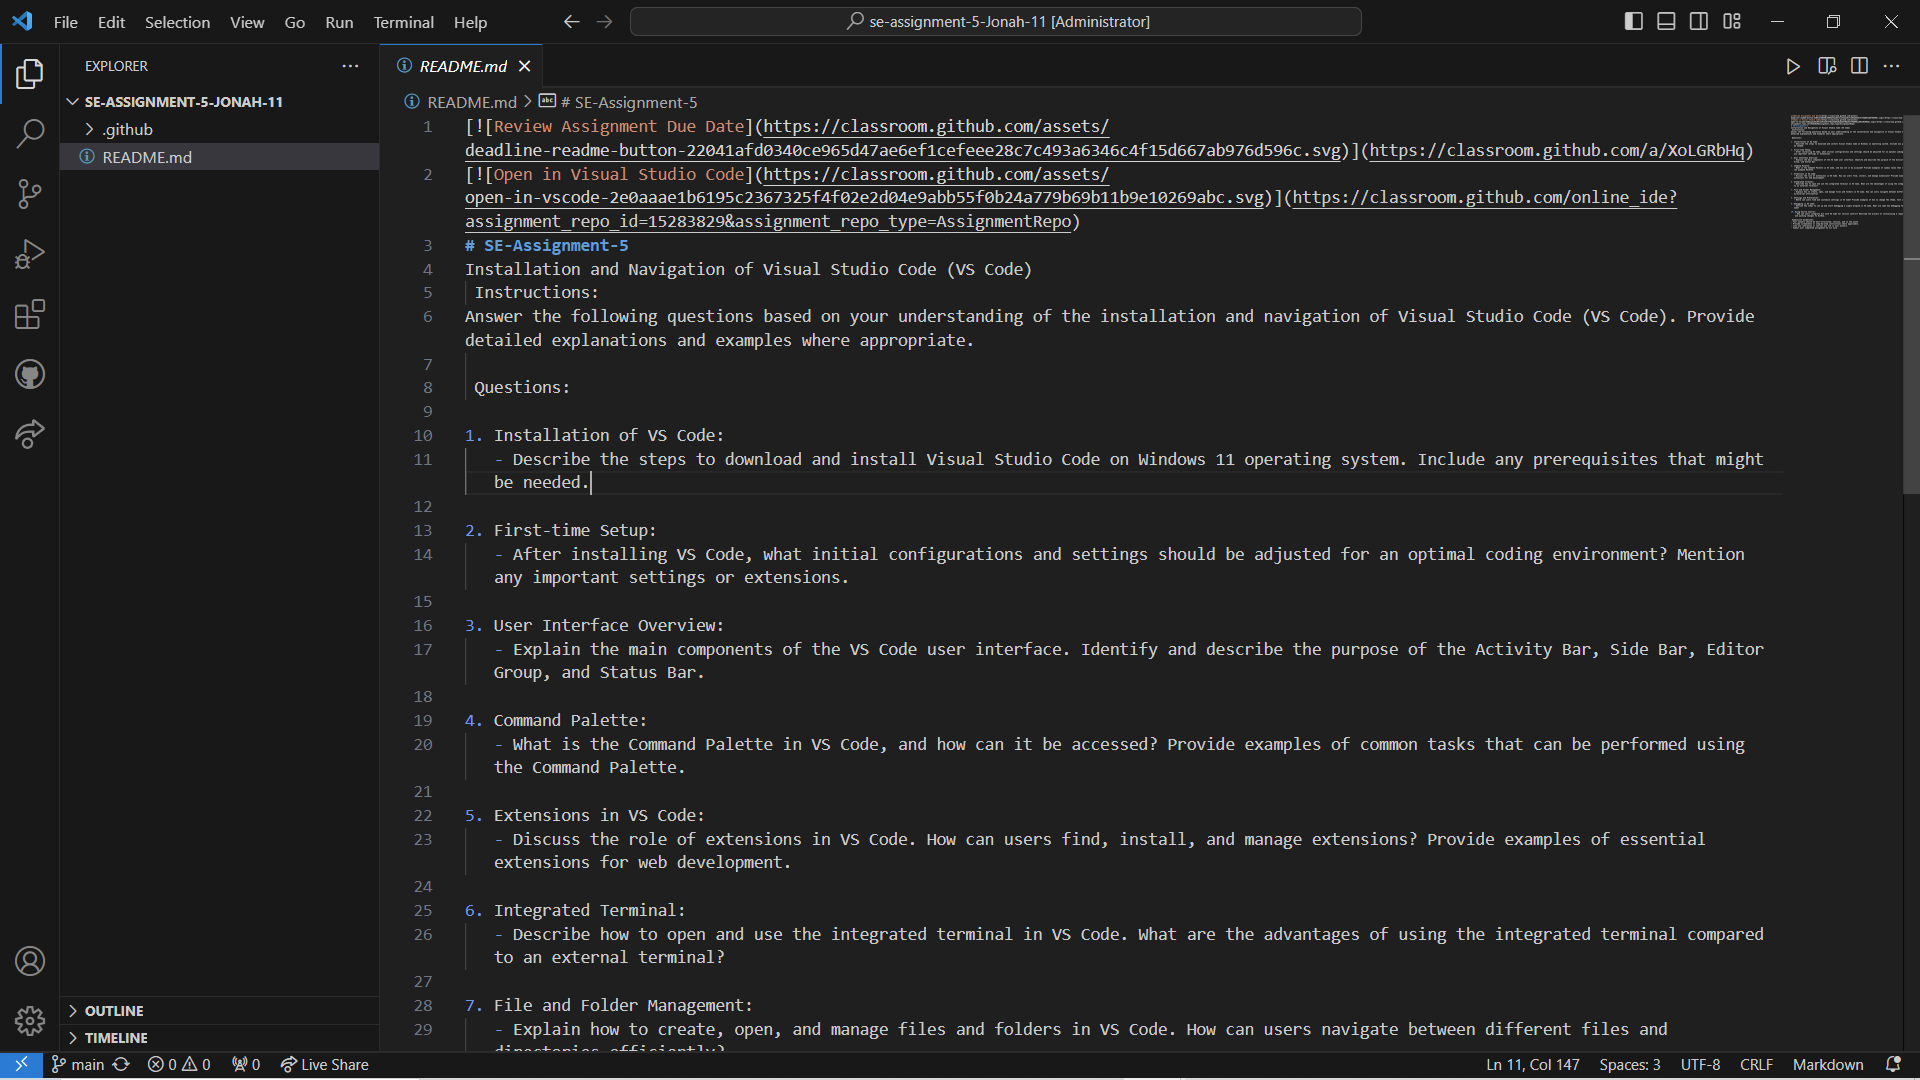 File Edit Selection View Go Run Terminal Help
se-assignment-5-Jonah-11 [Administrator]
EXPLORER
SE-ASSIGNMENT-5-JONAH-11
.github
README.md
OUTLINE
TIMELINE
README.md
README.md > # SE-Assignment-5
1 [![Review Assignment Due Date](https://classroom.github.com/assets/
deadline-readme-button-22041afd0340ce965d47ae6ef1cefeee28c7c493a6346c4f15d667ab976d596c.svg)](https://classroom.github.com/a/XoLGRbHq)
2 [![Open in Visual Studio Code](https://classroom.github.com/assets/
open-in-vscode-2e0aaae1b6195c2367325f4f02e2d04e9abb55f0b24a779b69b11b9e10269abc.svg)](https://classroom.github.com/online_ide?
assignment_repo_id=15283829&assignment_repo_type=AssignmentRepo)
3 # SE-Assignment-5
4 Installation and Navigation of Visual Studio Code (VS Code)
5 Instructions:
6 Answer the following questions based on your understanding of the installation and navigation of Visual Studio Code (VS Code). Provide
detailed explanations and examples where appropriate.
7
8 Questions:
9
10 1. Installation of VS Code:
11 - Describe the steps to download and install Visual Studio Code on Windows 11 operating system. Include any prerequisites that might
be needed.
12
13 2. First-time Setup:
14 - After installing VS Code, what initial configurations and settings should be adjusted for an optimal coding environment? Mention
any important settings or extensions.
15
16 3. User Interface Overview:
17 - Explain the main components of the VS Code user interface. Identify and describe the purpose of the Activity Bar, Side Bar, Editor
Group, and Status Bar.
18
19 4. Command Palette:
20 - What is the Command Palette in VS Code, and how can it be accessed? Provide examples of common tasks that can be performed using
the Command Palette.
21
22 5. Extensions in VS Code:
23 - Discuss the role of extensions in VS Code. How can users find, install, and manage extensions? Provide examples of essential
extensions for web development.
24
25 6. Integrated Terminal:
26 - Describe how to open and use the integrated terminal in VS Code. What are the advantages of using the integrated terminal compared
to an external terminal?
27
28 7. File and Folder Management:
29 - Explain how to create, open, and manage files and folders in VS Code. How can users navigate between different files and
directories efficiently?
main 0 0 0 Live Share
Ln 11, Col 147 Spaces: 3 UTF-8 CRLF Markdown